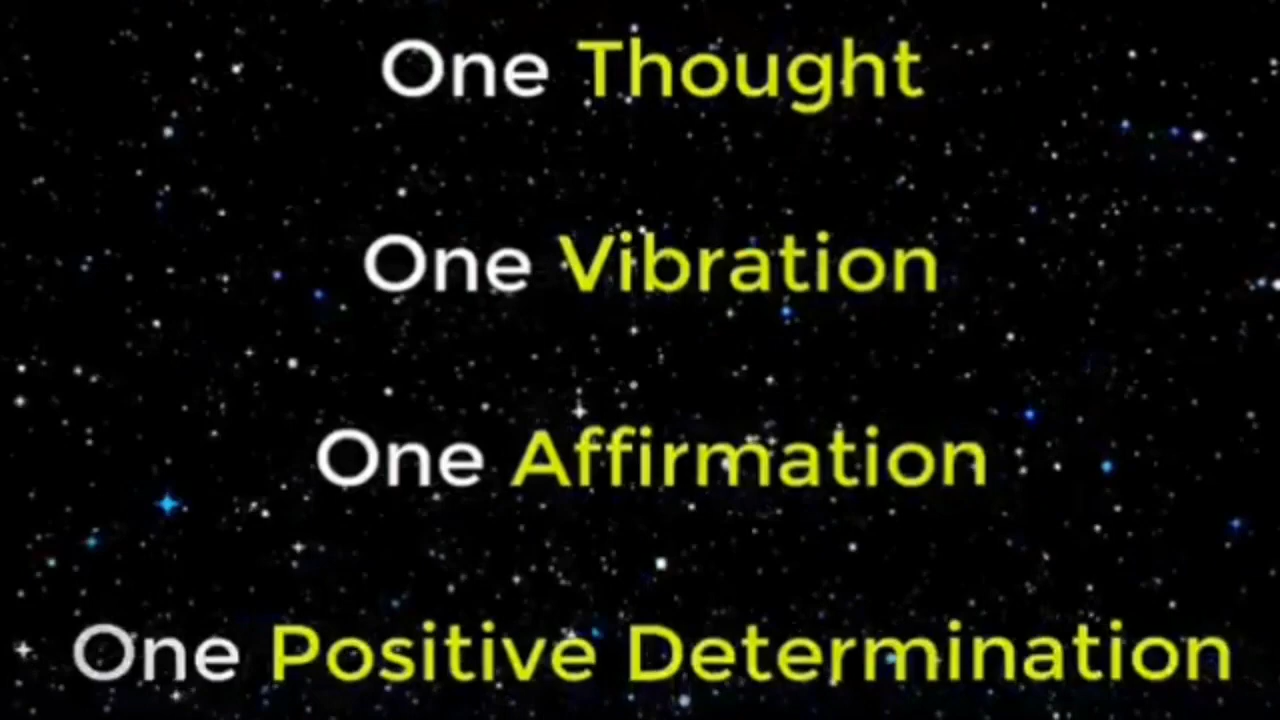 One Thought
One Vibration
One Affirmation
One Positive Determination